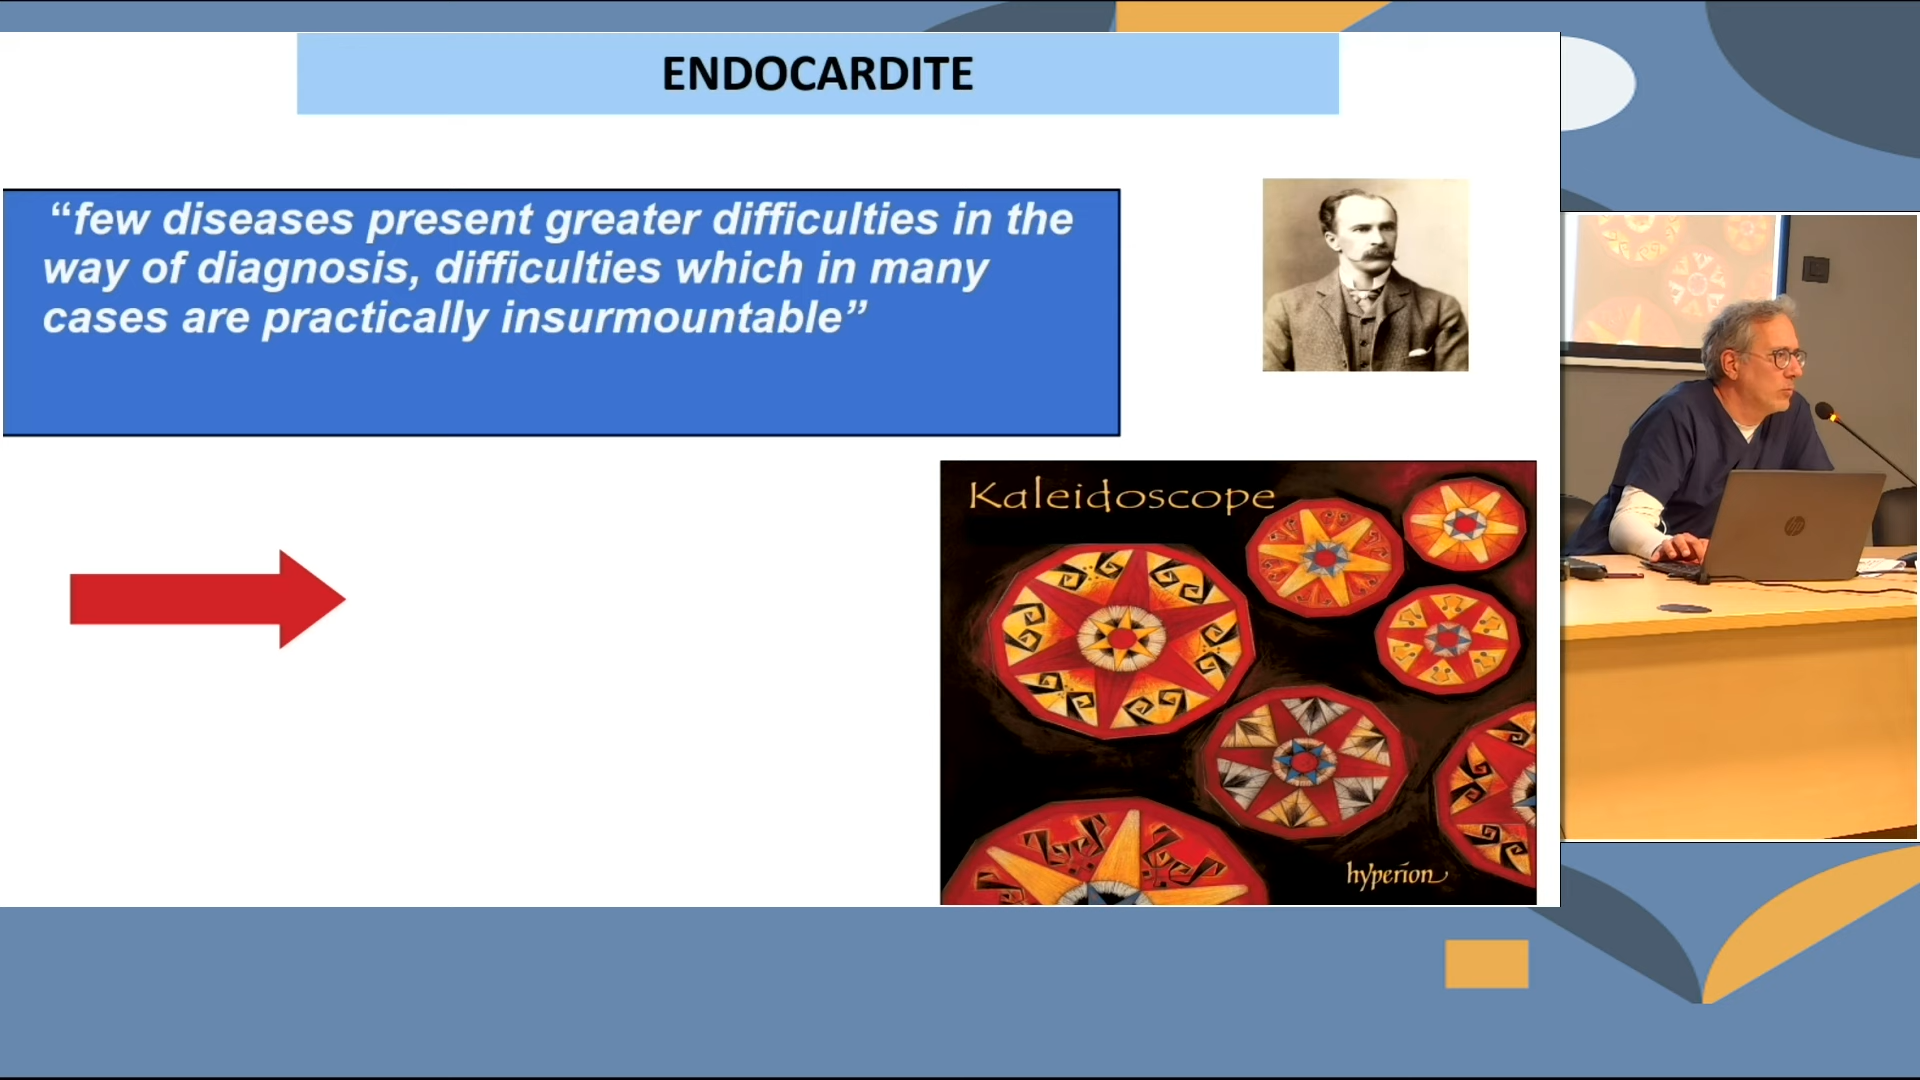 ENDOCARDITE
“few diseases present greater difficulties in the
way of diagnosis, difficulties which in many
cases are practically insurmountable”
Kaleidoscope
hyperion
hp